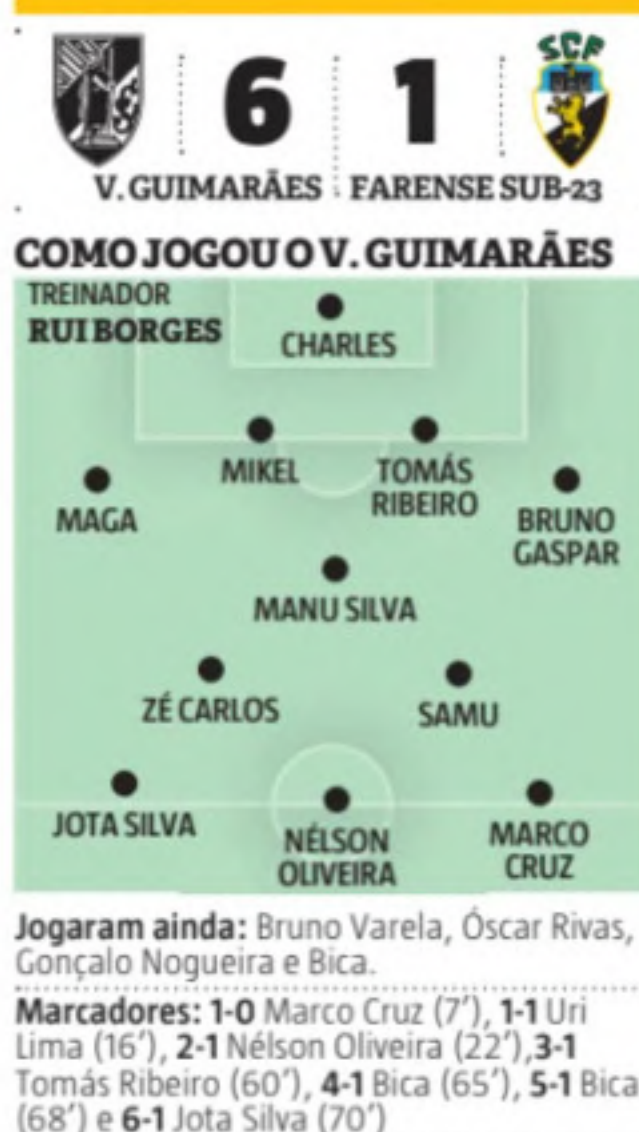 SCF
6 1
V. GUIMARÃES FARENSE SUB-23
COMO JOGOU O V. GUIMARÃES
TREINADOR
RUI BORGES
CHARLES
MIKEL
TOMÁS
RIBEIRO
MAGA
BRUNO
GASPAR
MANU SILVA
ZÉ CARLOS
SAMU
JOTA SILVA
NÉLSON
OLIVEIRA
MARCO
CRUZ
Jogaram ainda: Bruno Varela, Óscar Rivas,
Gonçalo Nogueira e Bica.
Marcadores: 1-0 Marco Cruz (7’), 1-1 Uri
Lima (16’), 2-1 Nélson Oliveira (22’),3-1
Tomás Ribeiro (60’), 4-1 Bica (65’), 5-1 Bica
(68’) e 6-1 Jota Silva (70’)